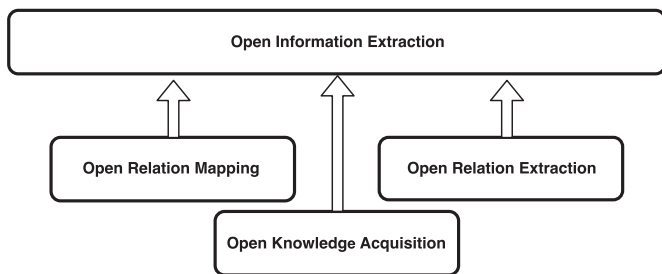 Open Information Extraction
Open Relation Mapping
Open Relation Extraction
Open Knowledge Acquisition